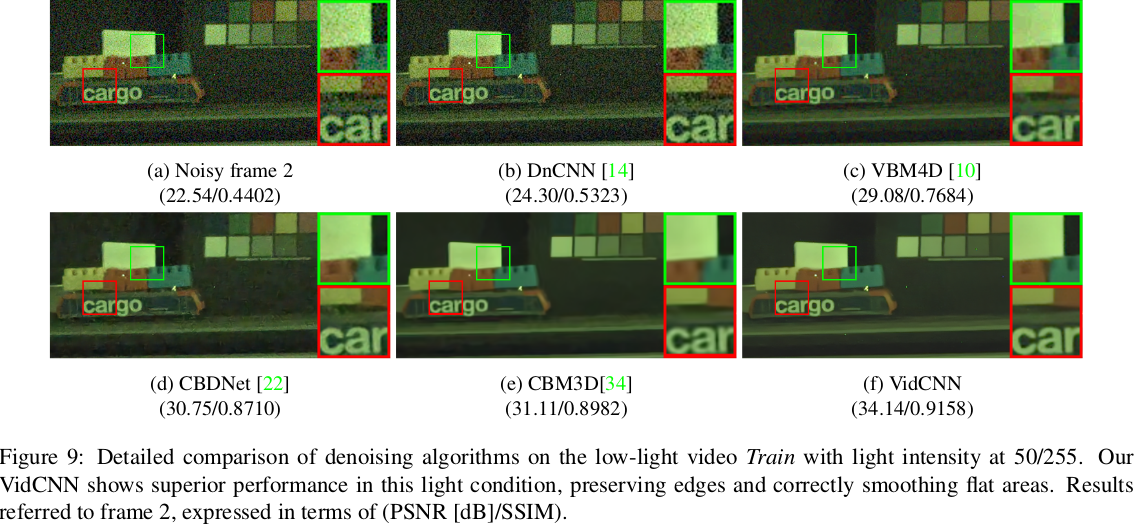 cargo car
cargo car
cargo car
(a) Noisy frame 2
(b) DnCNN [14]
(c) VBM4D [10]
(22.54/0.4402)
(24.30/0.5323)
(29.08/0.7684)
cargo car
cargo car
cargo car
(d) CBDNet [22]
(e) CBM3D[34]
(f) VidCNN
(30.75/0.8710)
(31.11/0.8982)
(34.14/0.9158)
Figure 9: Detailed comparison of denoising algorithms on the low-light video Train with light intensity at 50/255. Our
VidCNN shows superior performance in this light condition, preserving edges and correctly smoothing flat areas. Results
referred to frame 2, expressed in terms of (PSNR [dB]/SSIM).